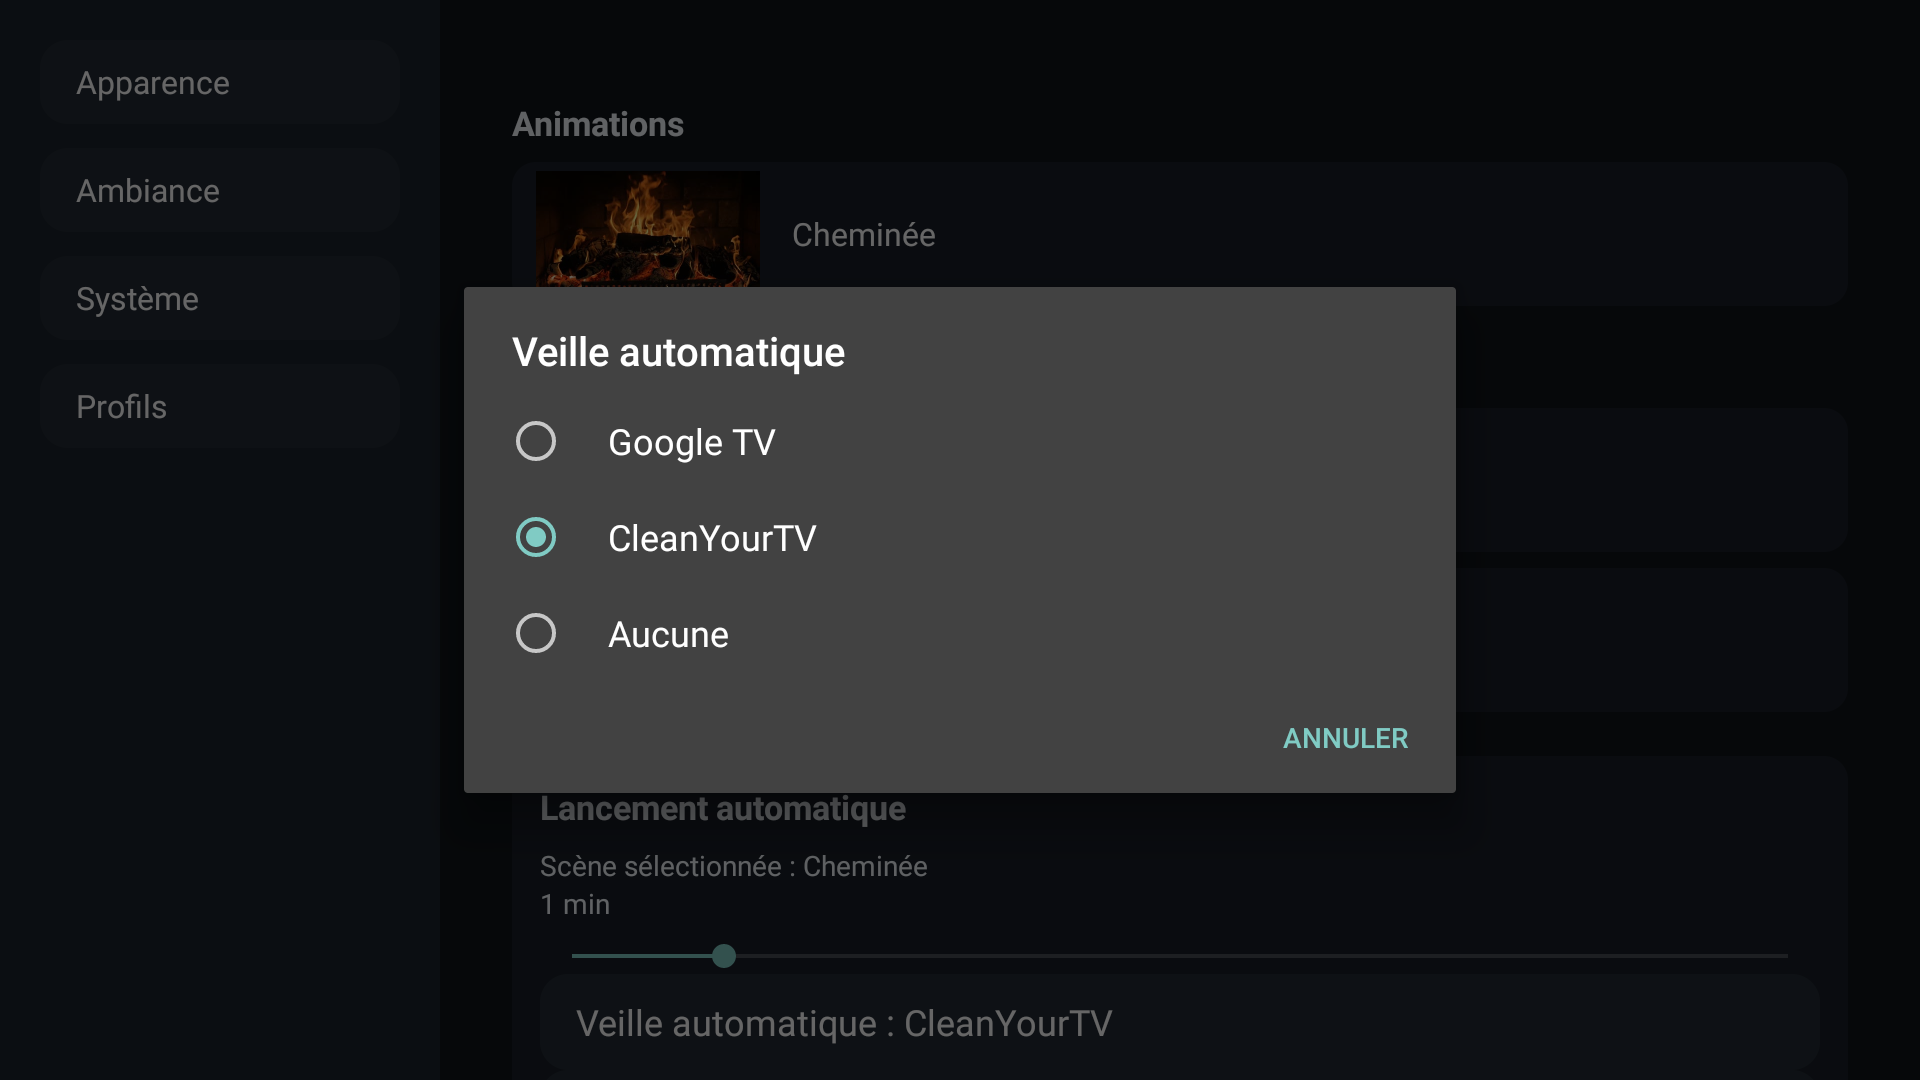 Apparence
Ambiance
Système
Profils
Animations
Cheminée
Veille automatique
Google TV
CleanYourTV
Aucune
ANNULER
Lancement automatique
Scène sélectionnée : Cheminée
1 min
Veille automatique : CleanYourTV